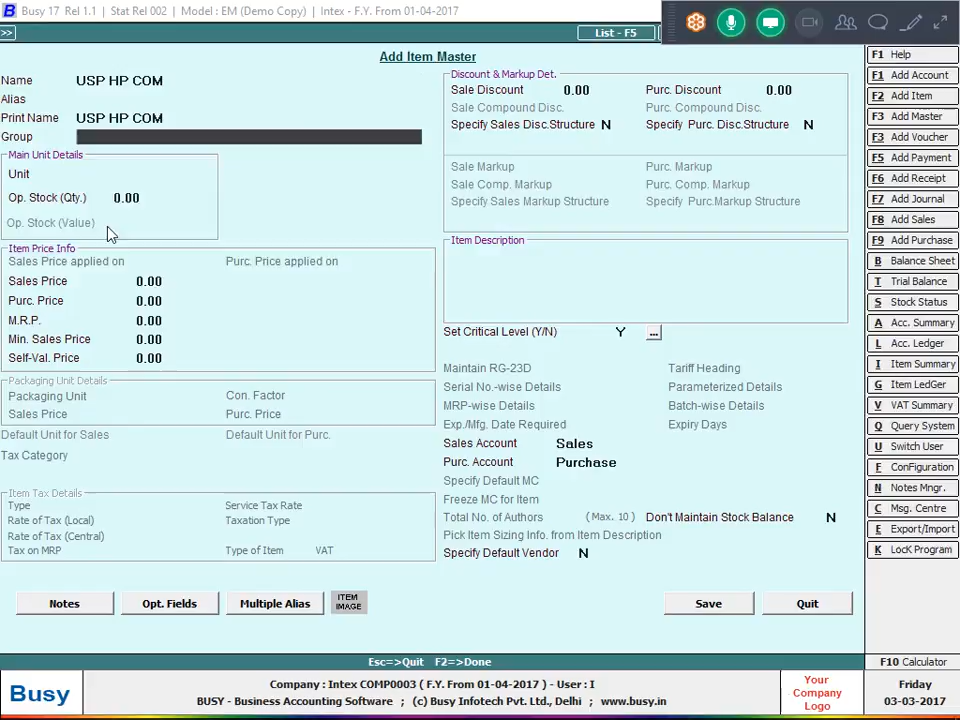 Busy 17 Rel 1.1 | Stat Rel 002 | Model : EM (Demo Copy) | Intex - F.Y. From 01-04-2017
>>
List - F5
Add Item Master
Name USP HP COM
Alias
Print Name USP HP COM
Group
Main Unit Details
Unit
Op. Stock (Qty.) 0.00
Op. Stock (Value)
Item Price Info
Sales Price applied on Purc. Price applied on
Sales Price 0.00
Purc. Price 0.00
M.R.P. 0.00
Min. Sales Price 0.00
Self-Val. Price 0.00
Packaging Unit Details
Packaging Unit Con. Factor
Sales Price Purc. Price
Default Unit for Sales Default Unit for Purc.
Tax Category
Item Tax Details
Type Service Tax Rate
Rate of Tax (Local) Taxation Type
Rate of Tax (Central)
Tax on MRP Type of Item VAT
Notes Opt. Fields Multiple Alias ITEM IMAGE
Discount & Markup Det.
Sale Discount 0.00 Purc. Discount 0.00
Sale Compound Disc. Purc. Compound Disc.
Specify Sales Disc.Structure N Specify Purc. Disc.Structure N
Sale Markup Purc. Markup
Sale Comp. Markup Purc. Comp. Markup
Specify Sales Markup Structure Specify Purc.Markup Structure
Item Description
Set Critical Level (Y/N) Y ...
Maintain RG-23D Tariff Heading
Serial No.-wise Details Parameterized Details
MRP-wise Details Batch-wise Details
Exp./Mfg. Date Required Expiry Days
Sales Account Sales
Purc. Account Purchase
Specify Default MC
Freeze MC for Item
Total No. of Authors (Max. 10) Don't Maintain Stock Balance N
Pick Item Sizing Info. from Item Description
Specify Default Vendor N
Save Quit
F1 Help
F1 Add Account
F2 Add Item
F3 Add Master
F3 Add Voucher
F5 Add Payment
F6 Add Receipt
F7 Add Journal
F8 Add Sales
F9 Add Purchase
B Balance Sheet
T Trial Balance
S Stock Status
A Acc. Summary
L Acc. Ledger
I Item Summary
G Item LedGer
V VAT Summary
Q Query System
U Switch User
F ConFiguration
N Notes Mngr.
C Msg. Centre
E Export/Import
K LocK Program
F10 Calculator
Esc=>Quit F2=>Done
Busy
Company : Intex COMP0003 ( F.Y. From 01-04-2017 ) - User : I
BUSY - Business Accounting Software ; (c) Busy Infotech Pvt. Ltd., Delhi ; www.busy.in
Your
Company
Logo
Friday
03-03-2017